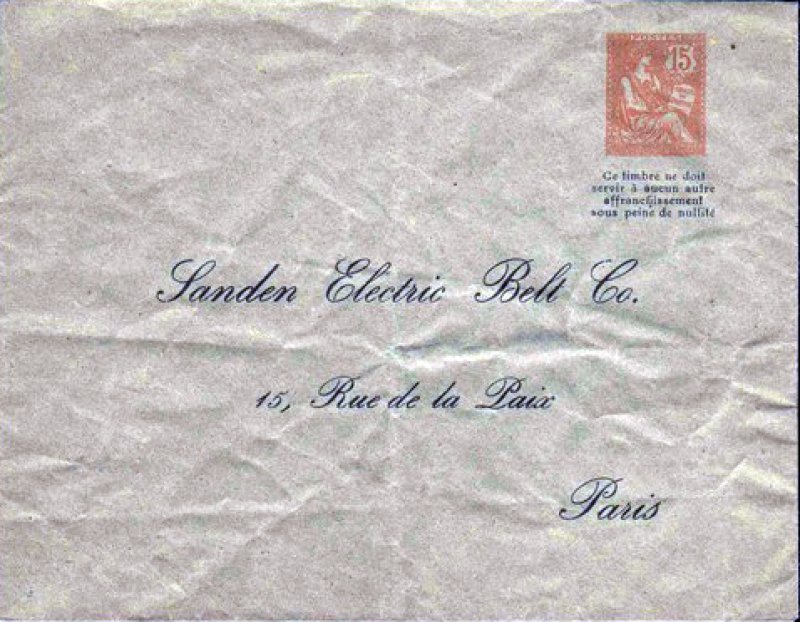 POSTES
15
Ce timbre ne doit
servir à aucun autre
affranchissement
sous peine de nullité
Sanden Electric Belt Co.
15, Rue de la Paix
Paris